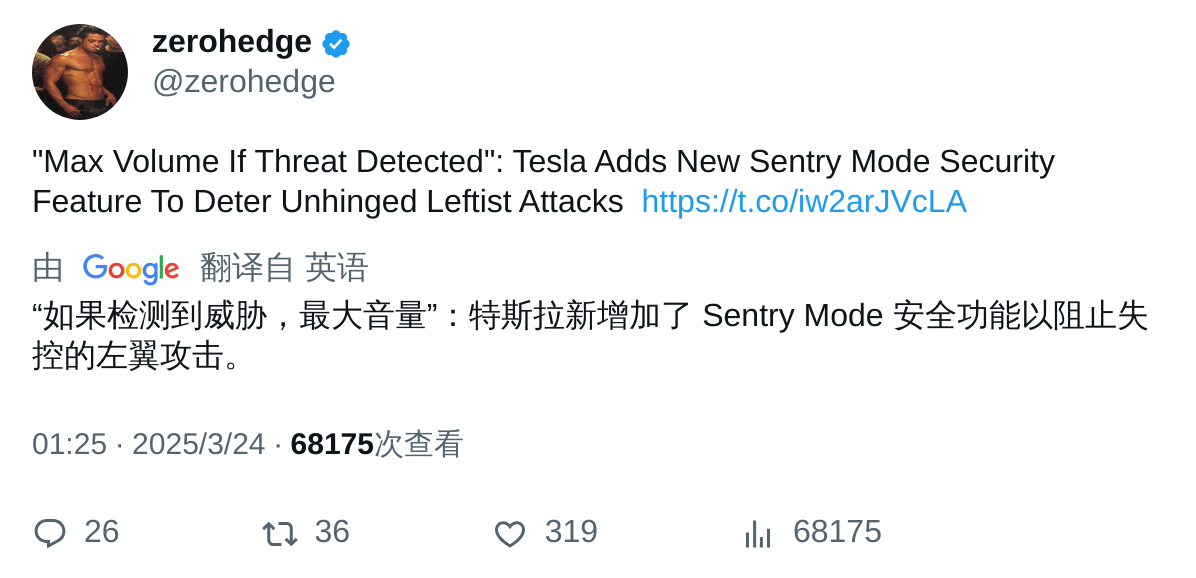 zerohedge
@zerohedge
"Max Volume If Threat Detected": Tesla Adds New Sentry Mode Security
Feature To Deter Unhinged Leftist Attacks https://t.co/iw2arJVcLA
由 Google 翻译自 英语
“如果检测到威胁，最大音量”：特斯拉新增加了 Sentry Mode 安全功能以阻止失
控的左翼攻击。
01:25 · 2025/3/24 · 68175次查看
26 36 319 68175